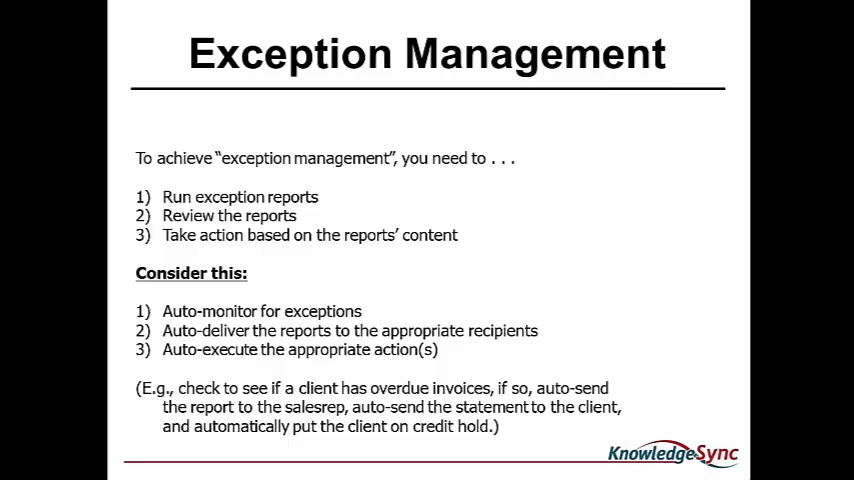 Exception Management
To achieve “exception management”, you need to . . .
1) Run exception reports
2) Review the reports
3) Take action based on the reports’ content
Consider this:
1) Auto-monitor for exceptions
2) Auto-deliver the reports to the appropriate recipients
3) Auto-execute the appropriate action(s)
(E.g., check to see if a client has overdue invoices, if so, auto-send
the report to the salesrep, auto-send the statement to the client,
and automatically put the client on credit hold.)
KnowledgeSync